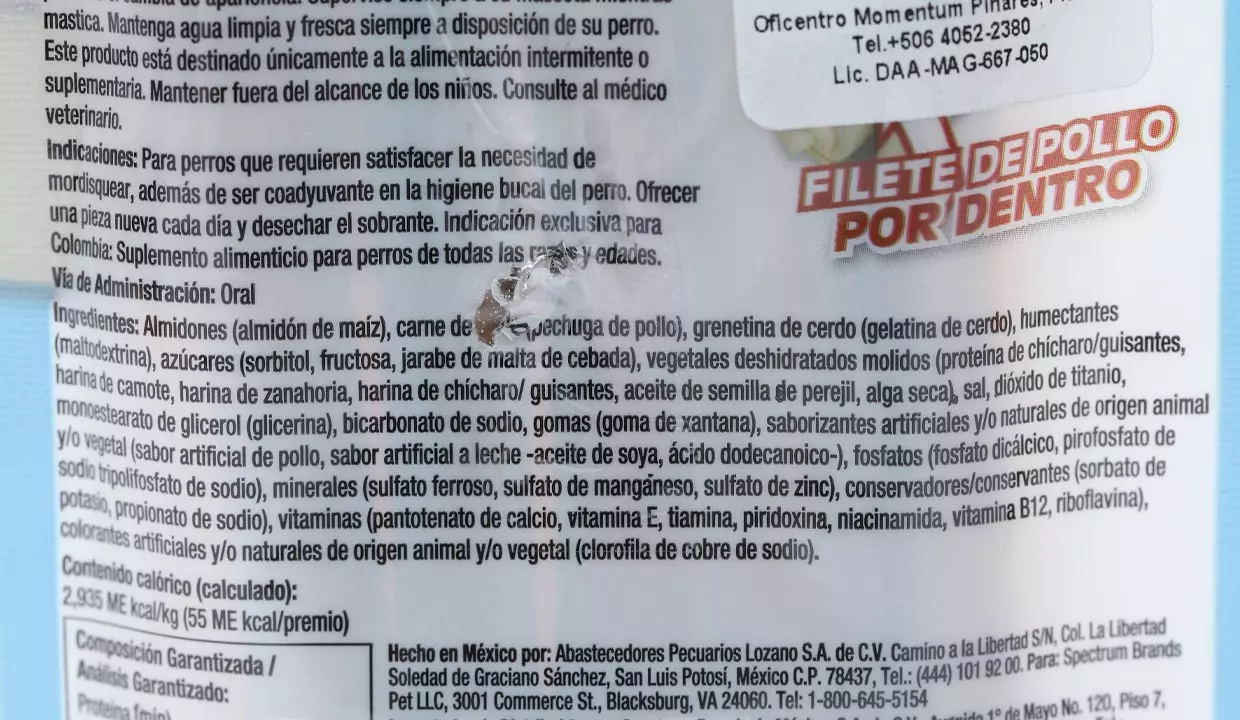 mastica. Mantenga agua limpia y fresca siempre a disposición de su perro.
Este producto está destinado únicamente a la alimentación intermitente o
suplementaria. Mantener fuera del alcance de los niños. Consulte al médico
veterinario.
Indicaciones: Para perros que requieren satisfacer la necesidad de
mordisquear, además de ser coadyuvante en la higiene bucal del perro. Ofrecer
una pieza nueva cada día y desechar el sobrante. Indicación exclusiva para
Colombia: Suplemento alimenticio para perros de todas las razas y edades.
Vía de Administración: Oral
Ingredientes: Almidones (almidón de maíz), carne de pechuga de pollo), grenetina de cerdo (gelatina de cerdo), humectantes
(maltodextrina), azúcares (sorbitol, fructosa, jarabe de malta de cebada), vegetales deshidratados molidos (proteína de chícharo/guisantes,
harina de camote, harina de zanahoria, harina de chícharo/ guisantes, aceite de semilla de perejil, alga seca), sal, dióxido de titanio,
monoestearato de glicerol (glicerina), bicarbonato de sodio, gomas (goma de xantana), saborizantes artificiales y/o naturales de origen animal
y/o vegetal (sabor artificial de pollo, sabor artificial a leche -aceite de soya, ácido dodecanoico-), fosfatos (fosfato dicálcico, pirofosfato de
sodio tripolifosfato de sodio), minerales (sulfato ferroso, sulfato de manganeso, sulfato de zinc), conservadores/conservantes (sorbato de
potasio, propionato de sodio), vitaminas (pantotenato de calcio, vitamina E, tiamina, piridoxina, niacinamida, vitamina B12, riboflavina),
colorantes artificiales y/o naturales de origen animal y/o vegetal (clorofila de cobre de sodio).
Contenido calórico (calculado):
2,935 ME kcal/kg (55 ME kcal/premio)
Composición Garantizada /
Análisis Garantizado:
Proteína (min)
Hecho en México por: Abastecedores Pecuarios Lozano S.A. de C.V. Camino a la Libertad S/N, Col. La Libertad
Soledad de Graciano Sánchez, San Luis Potosí, México C.P. 78437, Tel.: (444) 101 92 00. Para: Spectrum Brands
Pet LLC, 3001 Commerce St., Blacksburg, VA 24060. Tel: 1-800-645-5154
1° de Mayo No. 120, Piso 7,
Oficentro Momentum Pinares,
Tel.+506 4052-2380
Lic. DAA-MAG-667-050
FILETE DE POLLO
POR DENTRO